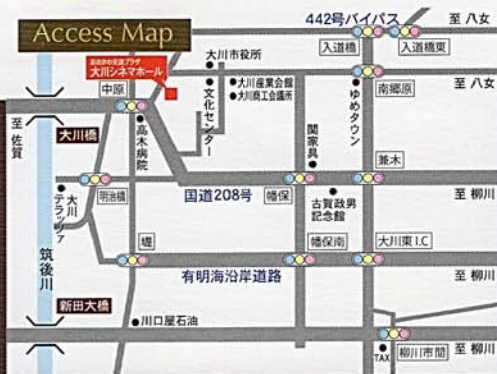 Access Map
442号バイパス
至 八女
入道橋
入道橋東
大川市役所
おおかわ交流プラザ
大川シネマホール
中原
文化センター
大川産業会館
大川商工会議所
ゆめタウン
南郷原
至 八女
至 佐賀
大川橋
高木病院
関家具
兼木
大川
テラッツァ
明治橋
国道208号
幡保
古賀政男
記念館
至 柳川
筑後川
堤
幡保南
大川東I.C
有明海沿岸道路
至 柳川
新田大橋
川口屋石油
TAX
柳川市間
至 柳川